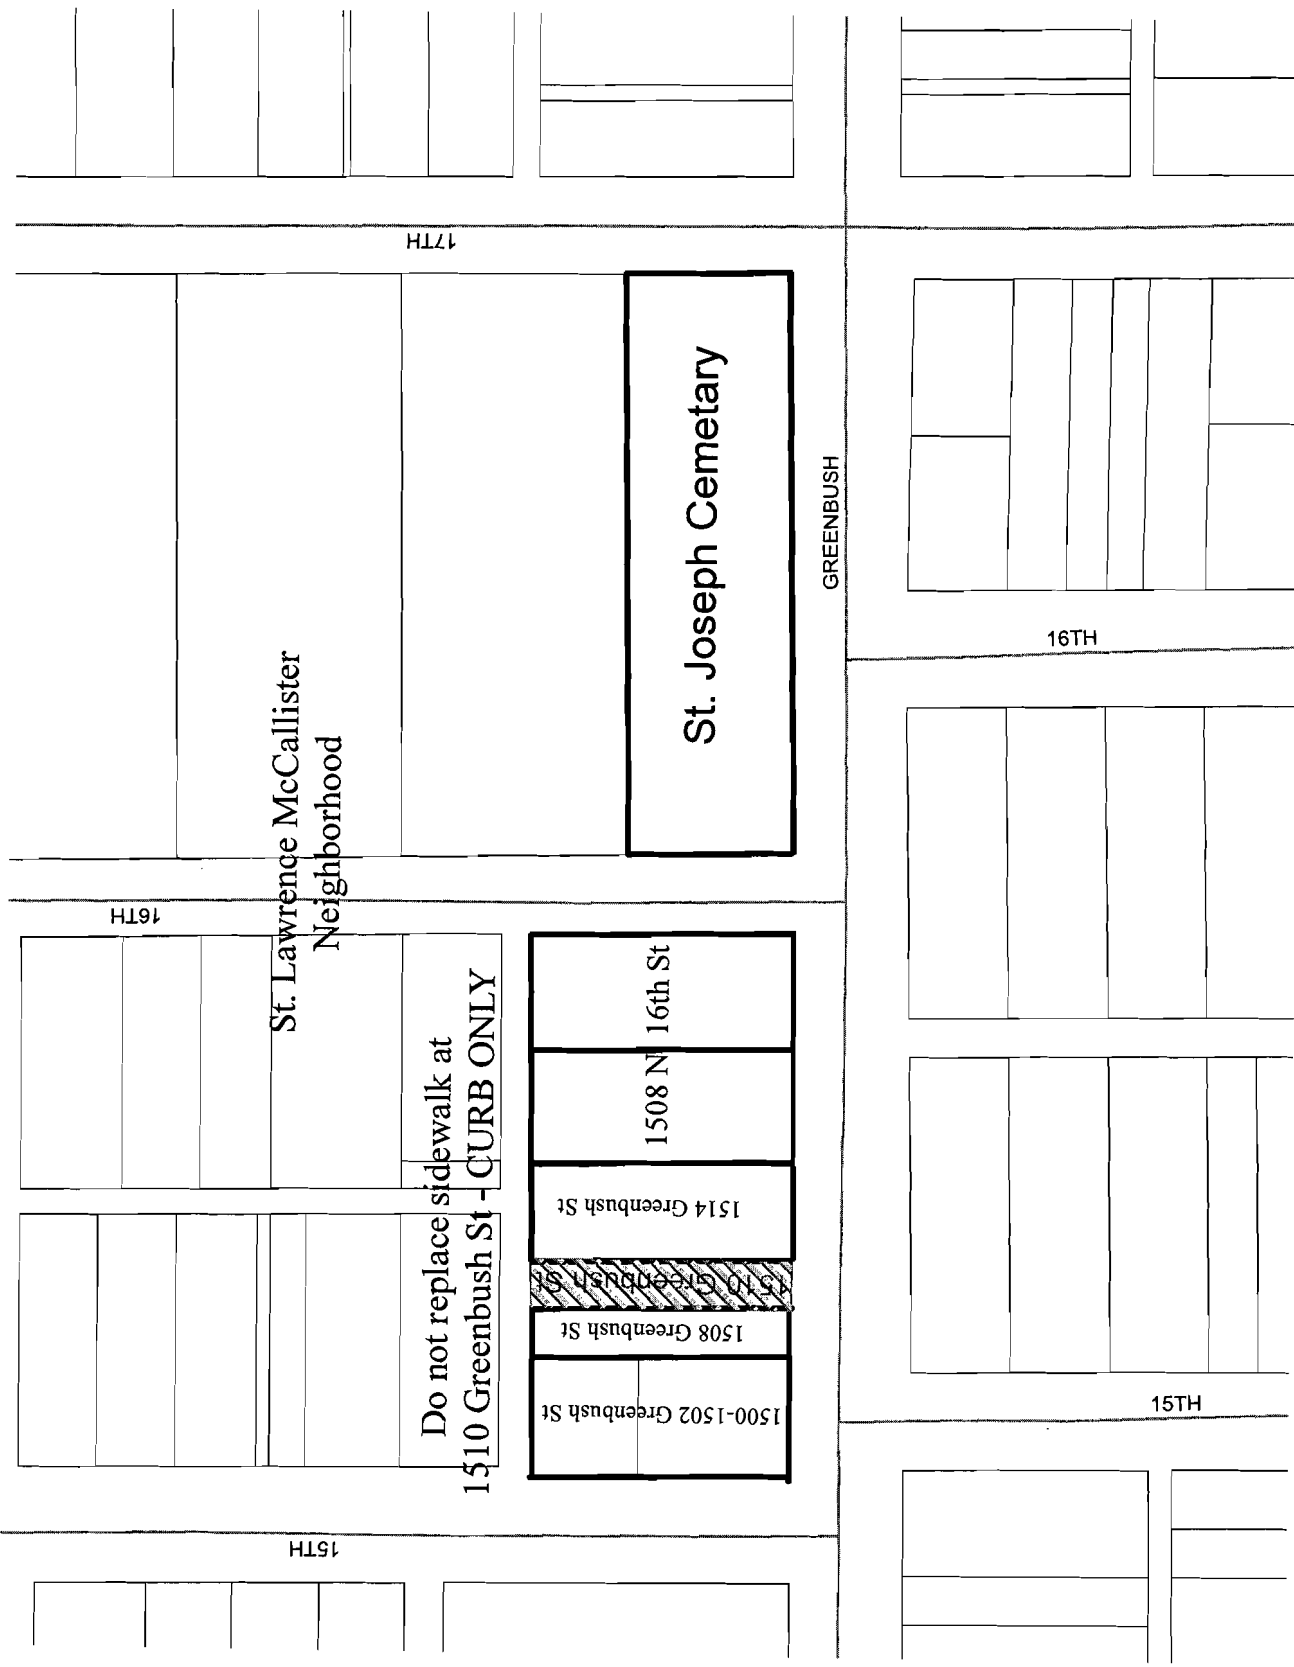 17TH
St. Joseph Cemetary
GREENBUSH
16TH
St. Lawrence McCallister
Neighborhood
16TH
Do not replace sidewalk at
1510 Greenbush St - CURB ONLY
1508 N 16th St
1514 Greenbush St
1510 Greenbush St
1508 Greenbush St
1500-1502 Greenbush St
15TH
15TH